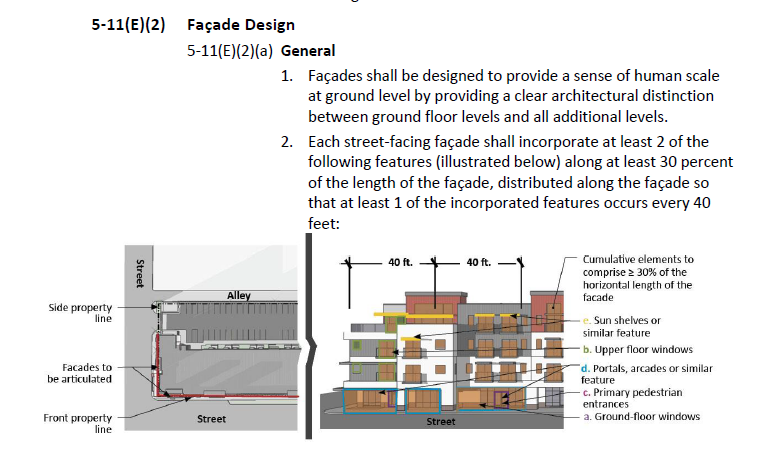 5-11(E)(2) Façade Design
5-11(E)(2)(a) General
1. Façades shall be designed to provide a sense of human scale
at ground level by providing a clear architectural distinction
between ground floor levels and all additional levels.
2. Each street-facing façade shall incorporate at least 2 of the
following features (illustrated below) along at least 30 percent
of the length of the façade, distributed along the façade so
that at least 1 of the incorporated features occurs every 40
feet:
Street
Alley
Side property
line
Facades to
be articulated
Front property
line
Street
40 ft.
40 ft.
Street
Cumulative elements to
comprise ≥ 30% of the
horizontal length of the
facade
e. Sun shelves or
similar feature
b. Upper floor windows
d. Portals, arcades or similar
feature
c. Primary pedestrian
entrances
a. Ground-floor windows